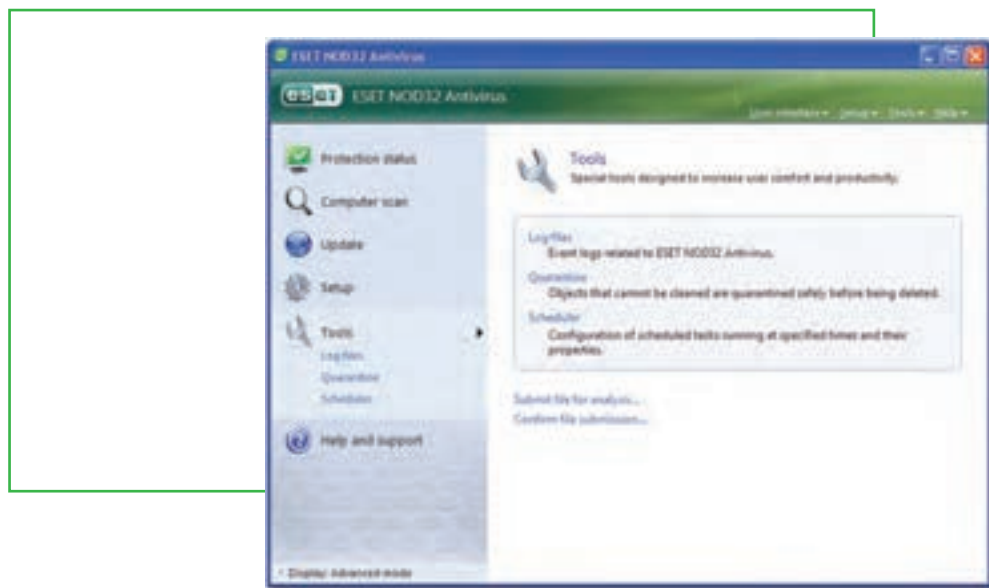 ESET NOD32 Antivirus
eseT ESET NOD32 Antivirus
User interface Setup Tools Help
Protection status
Computer scan
Update
Setup
Tools
Log files
Quarantine
Scheduler
Help and support
Display: Advanced mode
Tools
Special tools designed to increase user comfort and productivity.
Log files
Event logs related to ESET NOD32 Antivirus.
Quarantine
Objects that cannot be cleaned are quarantined safely before being deleted.
Scheduler
Configuration of scheduled tasks running at specified times and their
properties.
Submit file for analysis...
Confirm file submission...